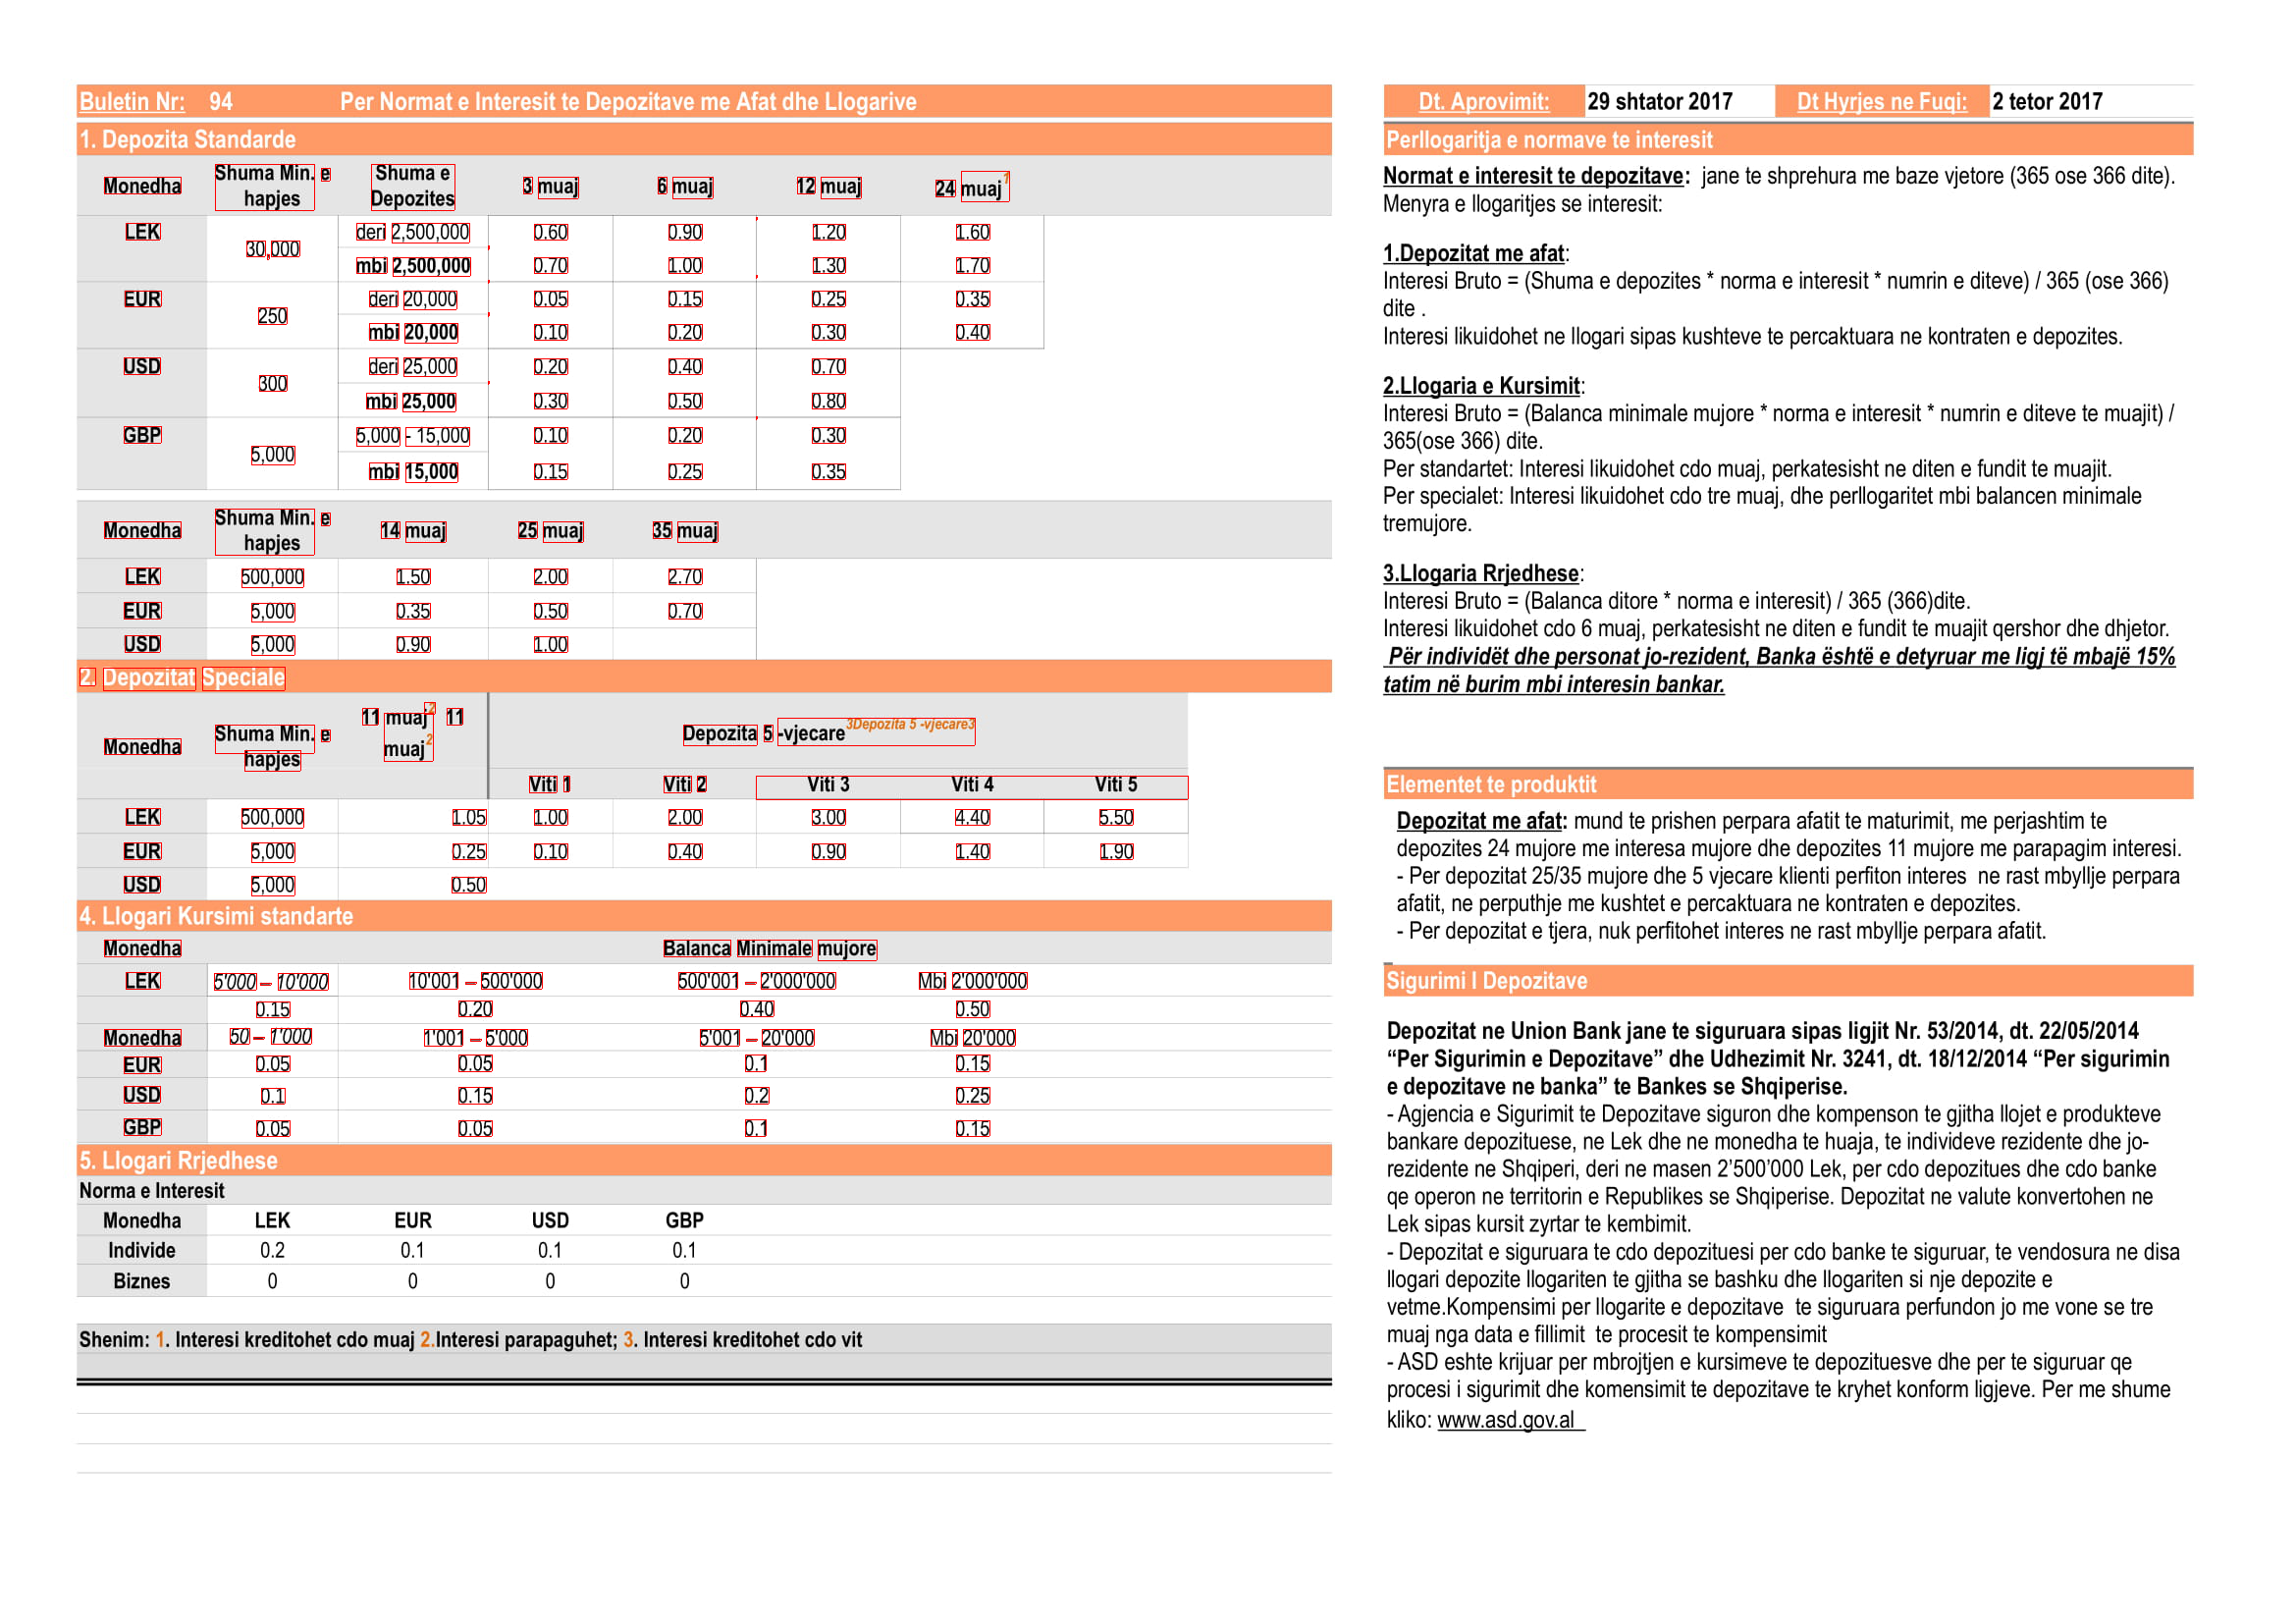 Buletin Nr: 94 Per Normat e Interesit te Depozitave me Afat dhe Llogarive
1. Depozita Standarde
Monedha Shuma Min. e hapjes Shuma e Depozites 3 muaj 6 muaj 12 muaj 24 muaj1
LEK 30,000 deri 2,500,000 0.60 0.90 1.20 1.60
mbi 2,500,000 0.70 1.00 1.30 1.70
EUR 250 deri 20,000 0.05 0.15 0.25 0.35
mbi 20,000 0.10 0.20 0.30 0.40
USD 300 deri 25,000 0.20 0.40 0.70
mbi 25,000 0.30 0.50 0.80
GBP 5,000 5,000 - 15,000 0.10 0.20 0.30
mbi 15,000 0.15 0.25 0.35
Monedha Shuma Min. e hapjes 14 muaj 25 muaj 35 muaj
LEK 500,000 1.50 2.00 2.70
EUR 5,000 0.35 0.50 0.70
USD 5,000 0.90 1.00
2. Depozitat Speciale
Monedha Shuma Min. e hapjes 11 muaj2 11 muaj2 Depozita 5 -vjecare3Depozita 5 -vjecare3
Viti 1 Viti 2 Viti 3 Viti 4 Viti 5
LEK 500,000 1.05 1.00 2.00 3.00 4.40 5.50
EUR 5,000 0.25 0.10 0.40 0.90 1.40 1.90
USD 5,000 0.50
4. Llogari Kursimi standarte
Monedha Balanca Minimale mujore
LEK 5'000 – 10'000 10'001 – 500'000 500'001 – 2'000'000 Mbi 2'000'000
0.15 0.20 0.40 0.50
Monedha 50 – 1'000 1'001 – 5'000 5'001 – 20'000 Mbi 20'000
EUR 0.05 0.05 0.1 0.15
USD 0.1 0.15 0.2 0.25
GBP 0.05 0.05 0.1 0.15
5. Llogari Rrjedhese
Norma e Interesit
Monedha LEK EUR USD GBP
Individe 0.2 0.1 0.1 0.1
Biznes 0 0 0 0
Shenim: 1. Interesi kreditohet cdo muaj 2.Interesi parapaguhet; 3. Interesi kreditohet cdo vit
Dt. Aprovimit: 29 shtator 2017 Dt Hyrjes ne Fuqi: 2 tetor 2017
Perllogaritja e normave te interesit
Normat e interesit te depozitave: jane te shprehura me baze vjetore (365 ose 366 dite).
Menyra e llogaritjes se interesit:
1.Depozitat me afat:
Interesi Bruto = (Shuma e depozites * norma e interesit * numrin e diteve) / 365 (ose 366)
dite .
Interesi likuidohet ne llogari sipas kushteve te percaktuara ne kontraten e depozites.
2.Llogaria e Kursimit:
Interesi Bruto = (Balanca minimale mujore * norma e interesit * numrin e diteve te muajit) /
365(ose 366) dite.
Per standartet: Interesi likuidohet cdo muaj, perkatesisht ne diten e fundit te muajit.
Per specialet: Interesi likuidohet cdo tre muaj, dhe perllogaritet mbi balancen minimale
tremujore.
3.Llogaria Rrjedhese:
Interesi Bruto = (Balanca ditore * norma e interesit) / 365 (366)dite.
Interesi likuidohet cdo 6 muaj, perkatesisht ne diten e fundit te muajit qershor dhe dhjetor.
Për individët dhe personat jo-rezident, Banka është e detyruar me ligj të mbajë 15%
tatim në burim mbi interesin bankar.
Elementet te produktit
Depozitat me afat: mund te prishen perpara afatit te maturimit, me perjashtim te
depozites 24 mujore me interesa mujore dhe depozites 11 mujore me parapagim interesi.
- Per depozitat 25/35 mujore dhe 5 vjecare klienti perfiton interes ne rast mbyllje perpara
afatit, ne perputhje me kushtet e percaktuara ne kontraten e depozites.
- Per depozitat e tjera, nuk perfitohet interes ne rast mbyllje perpara afatit.
Sigurimi I Depozitave
Depozitat ne Union Bank jane te siguruara sipas ligjit Nr. 53/2014, dt. 22/05/2014
“Per Sigurimin e Depozitave” dhe Udhezimit Nr. 3241, dt. 18/12/2014 “Per sigurimin
e depozitave ne banka” te Bankes se Shqiperise.
- Agjencia e Sigurimit te Depozitave siguron dhe kompenson te gjitha llojet e produkteve
bankare depozituese, ne Lek dhe ne monedha te huaja, te individeve rezidente dhe jo-
rezidente ne Shqiperi, deri ne masen 2’500’000 Lek, per cdo depozitues dhe cdo banke
qe operon ne territorin e Republikes se Shqiperise. Depozitat ne valute konvertohen ne
Lek sipas kursit zyrtar te kembimit.
- Depozitat e siguruara te cdo depozituesi per cdo banke te siguruar, te vendosura ne disa
llogari depozite llogariten te gjitha se bashku dhe llogariten si nje depozite e
vetme.Kompensimi per llogarite e depozitave te siguruara perfundon jo me vone se tre
muaj nga data e fillimit te procesit te kompensimit
- ASD eshte krijuar per mbrojtjen e kursimeve te depozituesve dhe per te siguruar qe
procesi i sigurimit dhe komensimit te depozitave te kryhet konform ligjeve. Per me shume
kliko: www.asd.gov.al